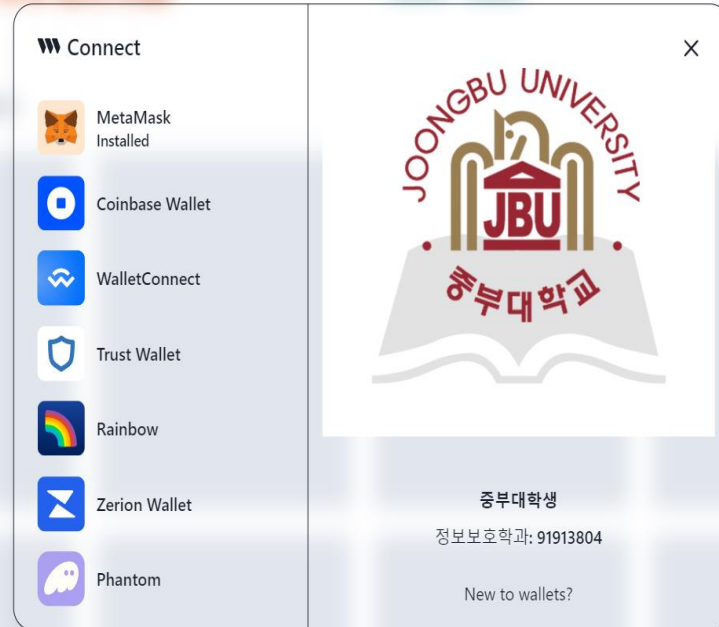 Connect
MetaMask
Installed
Coinbase Wallet
WalletConnect
Trust Wallet
Rainbow
Zerion Wallet
Phantom
JOONGBU UNIVERSITY
JBU
중부대학교
중부대학생
정보보호학과: 91913804
New to wallets?